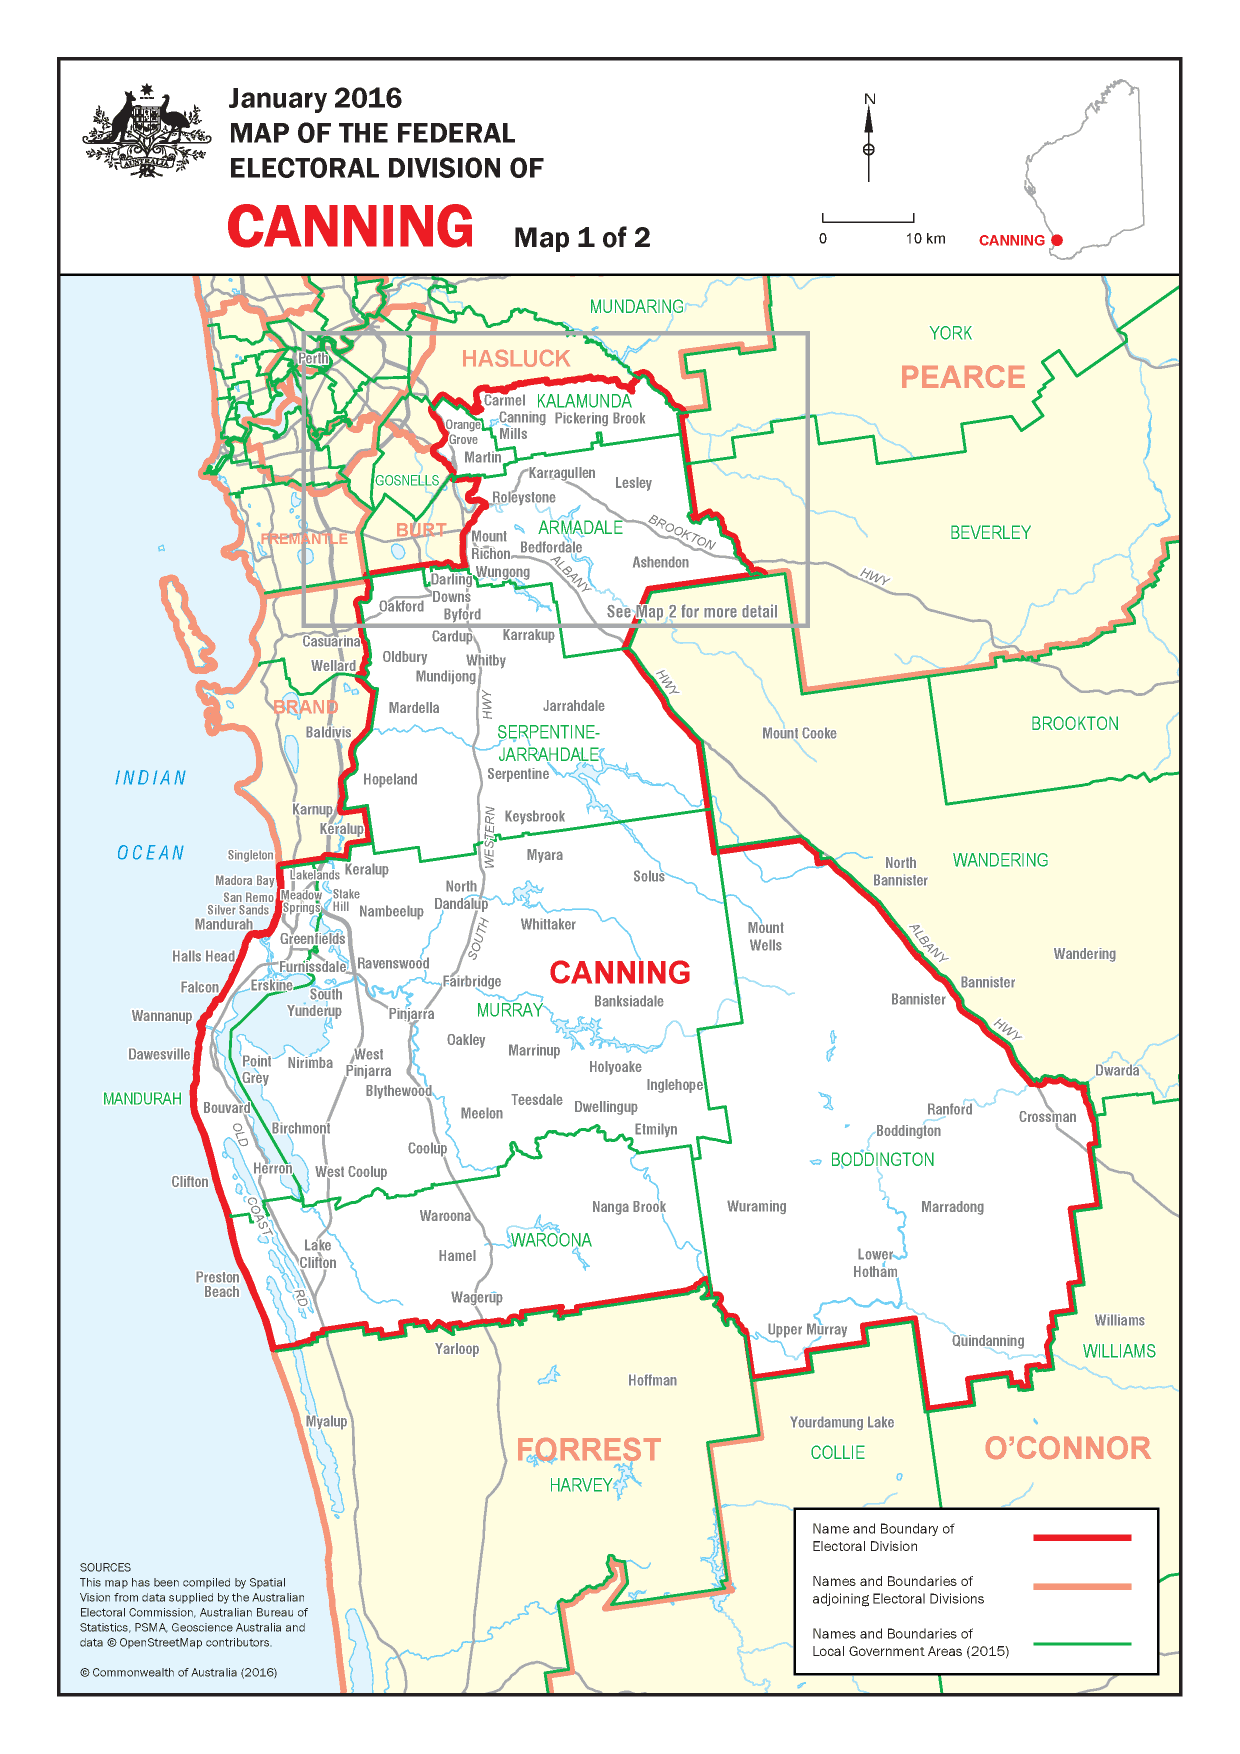 January 2016
MAP OF THE FEDERAL
ELECTORAL DIVISION OF
CANNING Map 1 of 2
AUSTRALIA
N
0 10 km
CANNING
MUNDARING
YORK
Perth
HASLUCK
PEARCE
Carmel
KALAMUNDA
Canning
Mills
Pickering Brook
Orange
Grove
Marlin
Karragullen
GOSNELLS
Lesley
Roleystone
BURT
FREMANTLE
ARMADALE
BROOKTON
HWY
BEVERLEY
Mount
Richon
Bedfordale
Wungong
ALBANY
Ashendon
Darling
Downs
Oakford
Byford
See Map 2 for more detail
Casuarina
Cardup
Karrakup
Wellard
Oldbury
Whitby
Mundijong
HWY
BRAND
Mardella
HWY
Jarrahdale
Baldivis
SERPENTINE-
JARRAHDALE
Mount Cooke
BROOKTON
INDIAN
OCEAN
Hopeland
Serpentine
Karnup
Keralup
Keysbrook
WESTERN
Singleton
Myara
North
Bannister
WANDERING
Madora Bay
Lakelands
Keralup
Solus
San Remo
Silver Sands
Meadow
Springs
Stake
Hill
Nambeelup
North
Dandalup
Mandurah
Whittaker
Mount
Wells
Greenfields
SOUTH
ALBANY
Wandering
Halls Head
Furnissdale
Ravenswood
CANNING
Falcon
Erskine
Fairbridge
Bannister
South
Yunderup
Banksiadale
Bannister
Wannanup
Pinjarra
MURRAY
HWY
Dawesville
Point
Grey
Nirimba
West
Pinjarra
Oakley
Marrinup
Holyoake
Dwarda
MANDURAH
Blythewood
Inglehope
Bouvard
Teesdale
Dwellingup
Meelon
Ranford
Crossman
OLD
Birchmont
Etmilyn
Boddington
Coolup
BODDINGTON
Clifton
Herron
West Coolup
COAST
Nanga Brook
Wuraming
Marradong
Waroona
WAROONA
Lake
Clifton
Hamel
Lower
Hotham
Preston
Beach
RD
Wagerup
Upper Murray
Quindanning
Williams
WILLIAMS
Yarloop
Hoffman
Myalup
Yourdamung Lake
FORREST
HARVEY
COLLIE
O'CONNOR
Name and Boundary of
Electoral Division
Names and Boundaries of
adjoining Electoral Divisions
Names and Boundaries of
Local Government Areas (2015)
SOURCES
This map has been compiled by Spatial
Vision from data supplied by the Australian
Electoral Commission, Australian Bureau of
Statistics, PSMA, Geoscience Australia and
data © OpenStreetMap contributors.
© Commonwealth of Australia (2016)